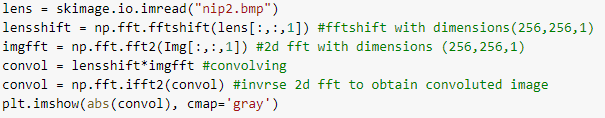 lens = skimage.io.imread("nip2.bmp")
lensshift = np.fft.fftshift(lens[:,:,1]) #fftshift with dimensions(256,256,1)
imgfft = np.fft.fft2(Img[:,:,1]) #2d fft with dimensions (256,256,1)
convol = lensshift*imgfft #convolving
convol = np.fft.ifft2(convol) #invrse 2d fft to obtain convoluted image
plt.imshow(abs(convol), cmap='gray')